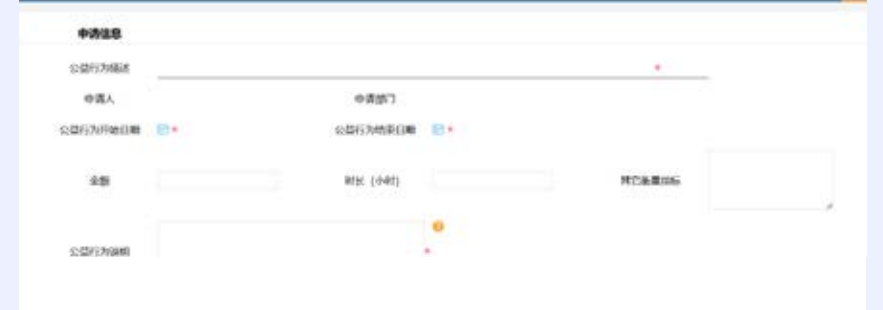 申请信息
公益行为描述 *
申请人 申请部门
公益行为开始日期 * 公益行为结束日期 *
金额 时长（小时） 其它衡量指标
公益行为说明 *